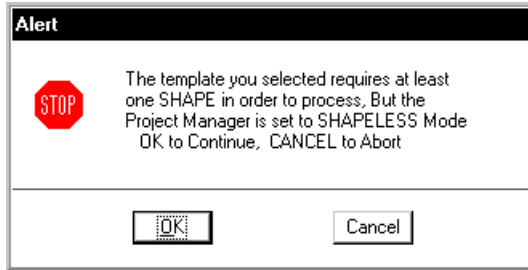 Alert
STOP
The template you selected requires at least
one SHAPE in order to process, But the
Project Manager is set to SHAPELESS Mode
OK to Continue, CANCEL to Abort
OK
Cancel